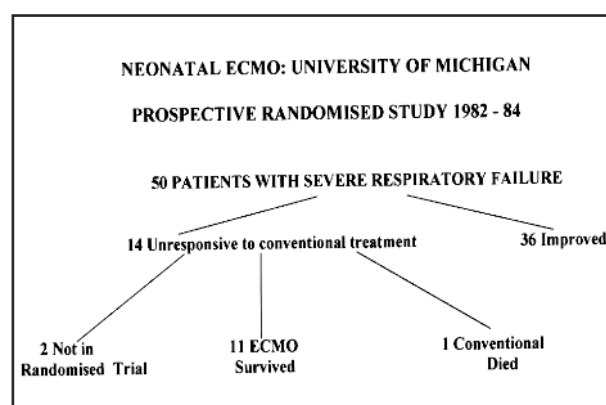 NEONATAL ECMO: UNIVERSITY OF MICHIGAN
PROSPECTIVE RANDOMISED STUDY 1982 - 84
50 PATIENTS WITH SEVERE RESPIRATORY FAILURE
14 Unresponsive to conventional treatment
36 Improved
2 Not in
Randomised Trial
11 ECMO
Survived
1 Conventional
Died